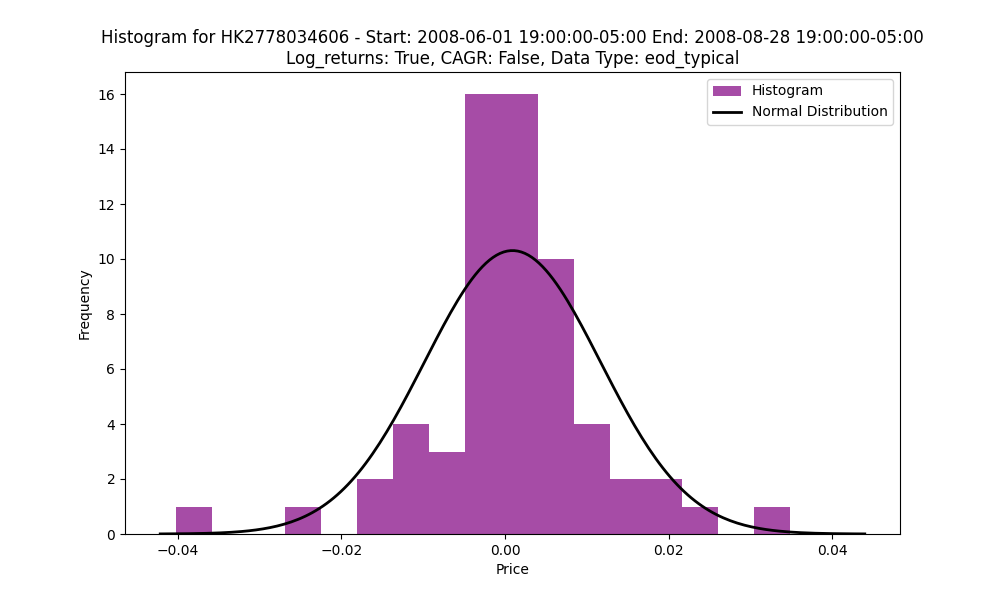 Histogram for HK2778034606 - Start: 2008-06-01 19:00:00-05:00 End: 2008-08-28 19:00:00-05:00
Log_returns: True, CAGR: False, Data Type: eod_typical
Histogram
Normal Distribution
16
14
12
10
8
6
4
2
0
Frequency
−0.04
−0.02
0.00
0.02
0.04
Price